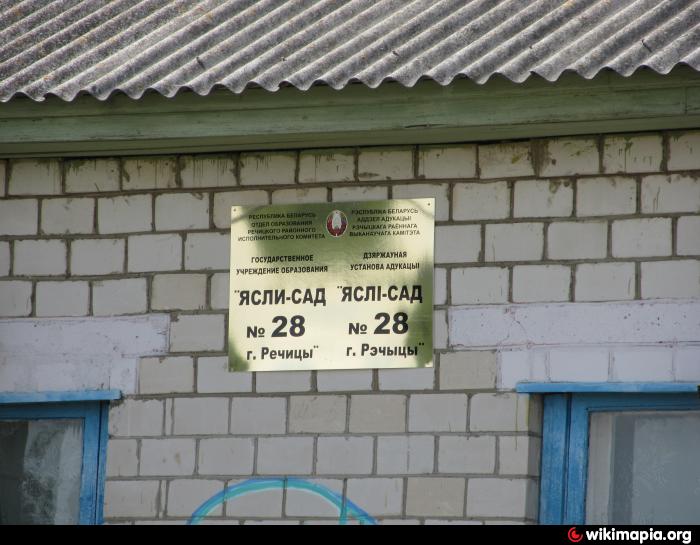 РЕСПУБЛИКА БЕЛАРУСЬ
ОТДЕЛ ОБРАЗОВАНИЯ
РЕЧИЦКОГО РАЙОННОГО
ИСПОЛНИТЕЛЬНОГО КОМИТЕТА
ГОСУДАРСТВЕННОЕ
УЧРЕЖДЕНИЕ ОБРАЗОВАНИЯ
"ЯСЛИ-САД
№ 28
г. Речицы"
РЭСПУБЛІКА БЕЛАРУСЬ
АДДЗЕЛ АДУКАЦЫІ
РЭЧЫЦКАГА РАЁННАГА
ВЫКАНАЎЧАГА КАМІТЭТА
ДЗЯРЖАУНАЯ
УСТАНОВА АДУКАЦЫІ
"ЯСЛІ-САД
№ 28
г. Рэчыцы"
wikimapia.org